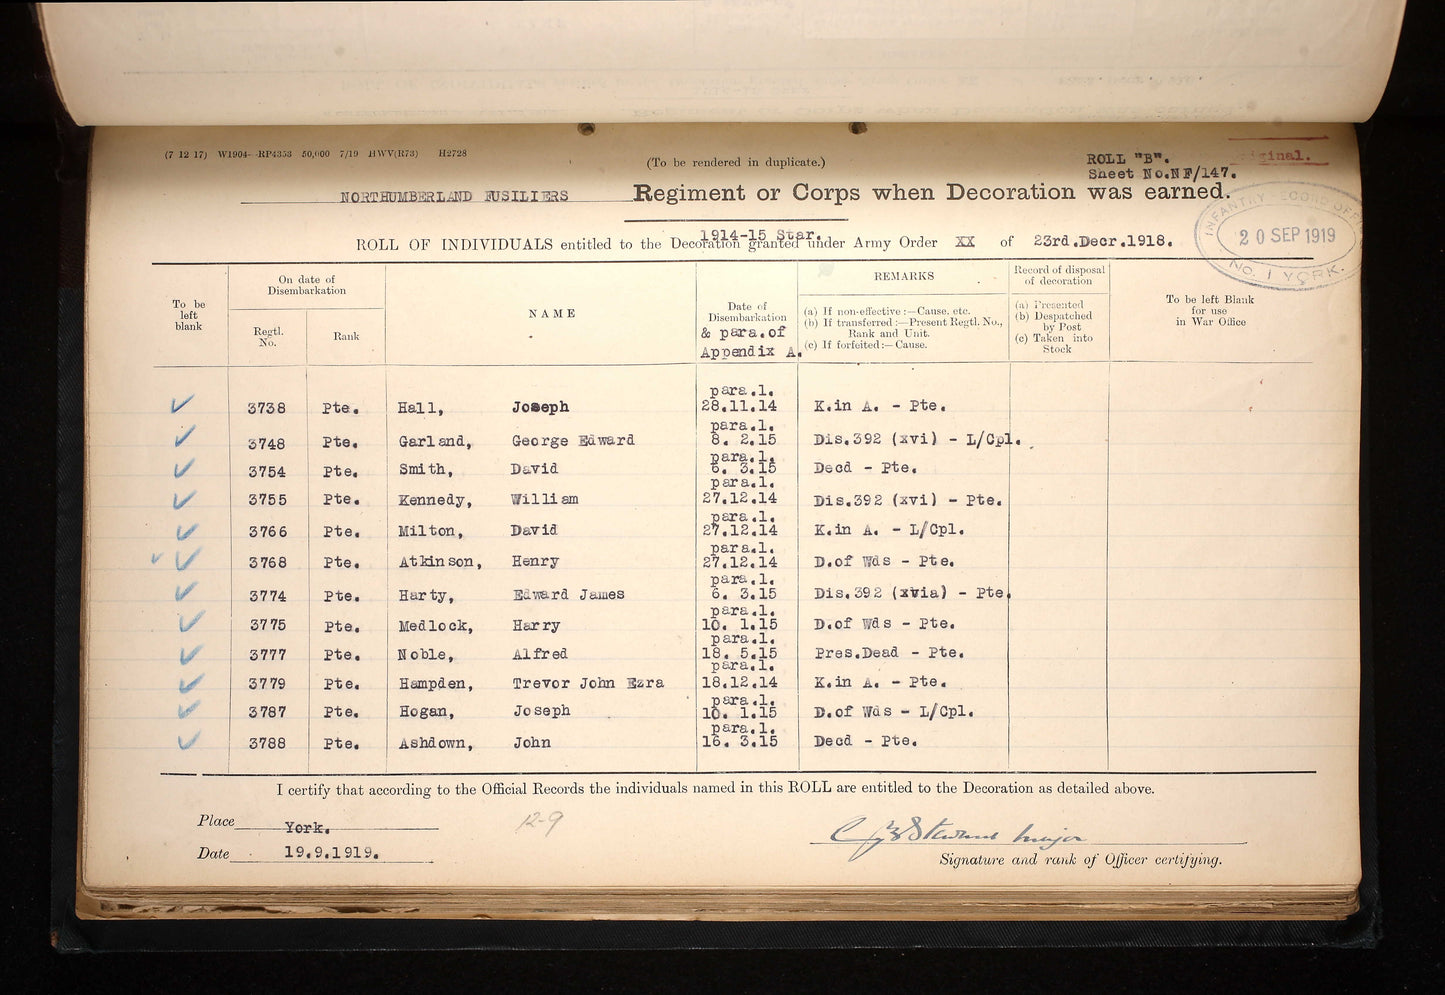 (7 12 17) W1904—RP4353 50,000 7/19 HWV(R73) H2728
(To be rendered in duplicate.)
ROLL "B".
Sheet No.NF/147.
Original.
NORTHUMBERLAND FUSILIERS Regiment or Corps when Decoration was earned.
INFANTRY RECORD OFFICE
20 SEP 1919
No. 1 YORK.
1914-15 Star.
ROLL OF INDIVIDUALS entitled to the Decoration granted under Army Order XX of 23rd.Decr.1918.
To be left blank
On date of Disembarkation
Regtl. No.
Rank
NAME
Date of Disembarkation
& para.of
Appendix A.
REMARKS
(a) If non-effective :—Cause, etc.
(b) If transferred :—Present Regtl. No., Rank and Unit.
(c) If forfeited :—Cause.
Record of disposal of decoration
(a) Presented
(b) Despatched by Post
(c) Taken into Stock
To be left Blank for use in War Office
para.1.
3738 Pte. Hall, Joseph 28.11.14 K.in A. - Pte.
para.1.
3748 Pte. Garland, George Edward 8. 2.15 Dis.392 (xvi) - L/Cpl.
para.1.
3754 Pte. Smith, David 6. 3.15 Decd - Pte.
para.1.
3755 Pte. Kennedy, William 27.12.14 Dis.392 (xvi) - Pte.
para.1.
3766 Pte. Milton, David 27.12.14 K.in A. - L/Cpl.
para.1.
3768 Pte. Atkinson, Henry 27.12.14 D.of Wds - Pte.
para.1.
3774 Pte. Harty, Edward James 6. 3.15 Dis.392 (xvia) - Pte.
para.1.
3775 Pte. Medlock, Harry 10. 1.15 D.of Wds - Pte.
para.1.
3777 Pte. Noble, Alfred 18. 5.15 Pres.Dead - Pte.
para.1.
3779 Pte. Hampden, Trevor John Ezra 18.12.14 K.in A. - Pte.
para.1.
3787 Pte. Hogan, Joseph 10. 1.15 D.of Wds - L/Cpl.
para.1.
3788 Pte. Ashdown, John 16. 3.15 Decd - Pte.
I certify that according to the Official Records the individuals named in this ROLL are entitled to the Decoration as detailed above.
Place York.
12-9
Major
Date 19.9.1919.
Signature and rank of Officer certifying.